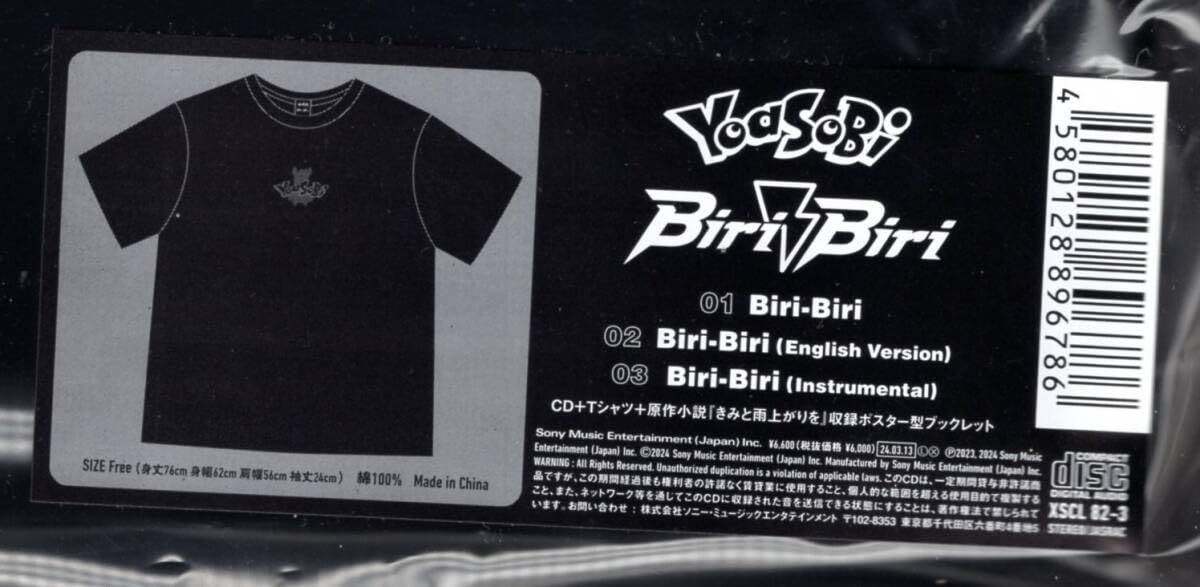 YOASOBI
SIZE Free (身丈76cm 身幅62cm 肩幅56cm 袖丈24cm) 綿100% Made in China
YOASOBI
Biri Biri
01 Biri-Biri
02 Biri-Biri (English Version)
03 Biri-Biri (Instrumental)
CD+Tシャツ+原作小説『きみと雨上がりを』収録ポスター型ブックレット
Sony Music Entertainment (Japan) Inc. ¥6,600 (税抜価格 ¥6,000) 24.03.13 Ⓛ Ⓧ Ⓟ2023, 2024 Sony Music
Entertainment (Japan) Inc. ©2024 Sony Music Entertainment (Japan) Inc. Manufactured by Sony Music Entertainment (Japan) Inc.
WARNING : All Rights Reserved. Unauthorized duplication is a violation of applicable laws. このCDは、一定期間貸与非許諾商
品ですが、この期間経過後も権利者の許諾なく賃貸業に使用すること、個人的な範囲を超える使用目的で複製する
こと、また、ネットワーク等を通じてこのCDに収録された音を送信できる状態にすることは、著作権法で禁じられて
います。お問い合わせ : 株式会社ソニー・ミュージックエンタテインメント 〒102-8353 東京都千代田区六番町4番地5
4 580128 896786
COMPACT
disc
DIGITAL AUDIO
XSCL 82-3
STEREO JASRAC